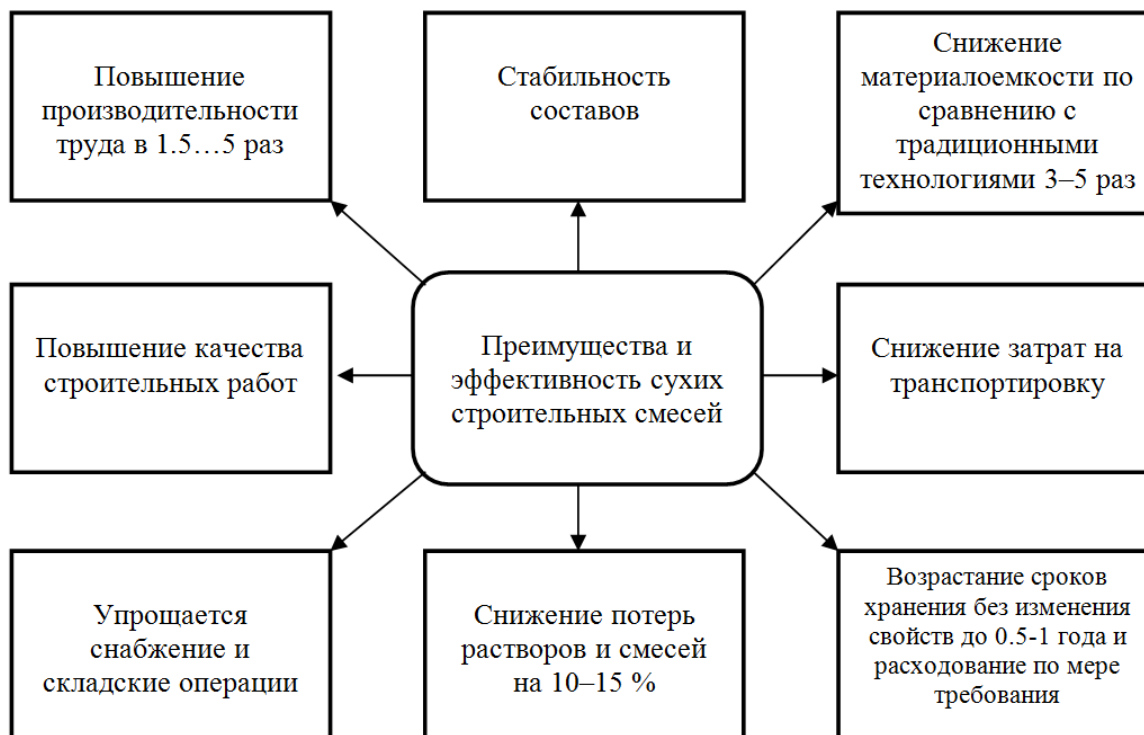 Повышение
производительности
труда в 1.5…5 раз
Стабильность
составов
Снижение
материалоемкости по
сравнению с
традиционными
технологиями 3–5 раз
Повышение качества
строительных работ
Преимущества и
эффективность сухих
строительных смесей
Снижение затрат на
транспортировку
Упрощается
снабжение и
складские операции
Снижение потерь
растворов и смесей
на 10–15 %
Возрастание сроков
хранения без изменения
свойств до 0.5-1 года и
расходование по мере
требования